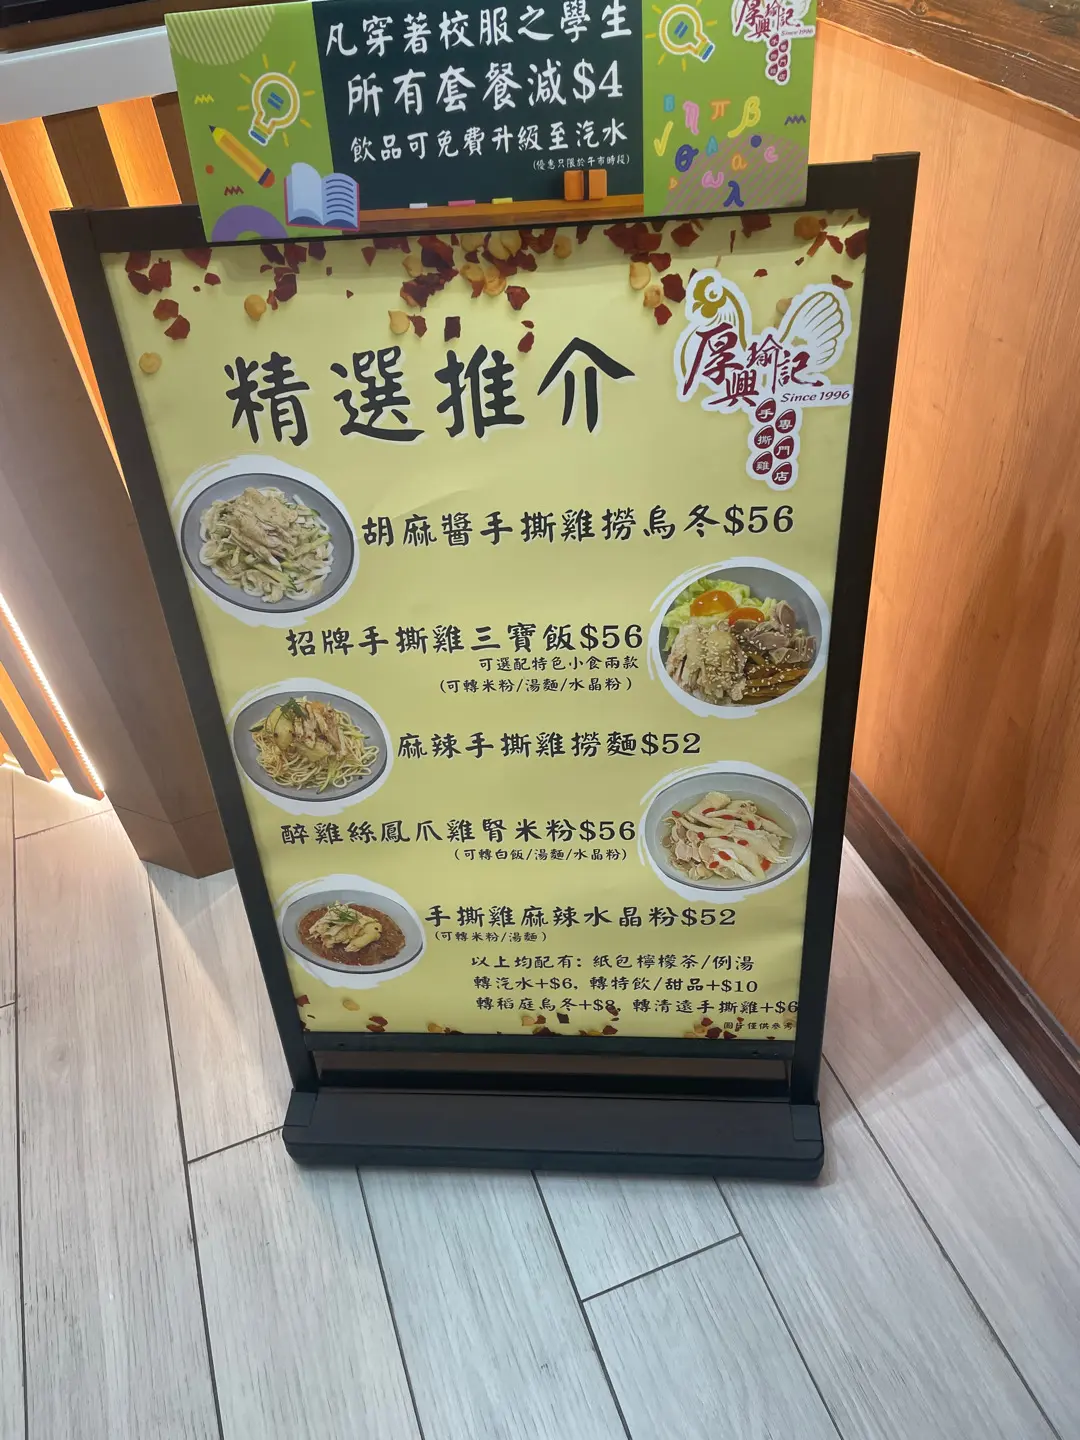 凡穿著校服之學生
所有套餐減$4
飲品可免費升級至汽水
(優惠只限於午市時段)
厚興瑜記
Since 1996
精選推介
厚興瑜記
Since 1996
手撕雞
專門店
胡麻醬手撕雞撈烏冬$56
招牌手撕雞三寶飯$56
可選配特色小食兩款
(可轉米粉/湯麵/水晶粉)
麻辣手撕雞撈麵$52
醉雞絲鳳爪雞腎米粉$56
(可轉白飯/湯麵/水晶粉)
手撕雞麻辣水晶粉$52
(可轉米粉/湯麵)
以上均配有: 紙包檸檬茶/例湯
轉汽水+$6, 轉特飲/甜品+$10
轉稻庭烏冬+$8, 轉清遠手撕雞+$6
圖片僅供參考